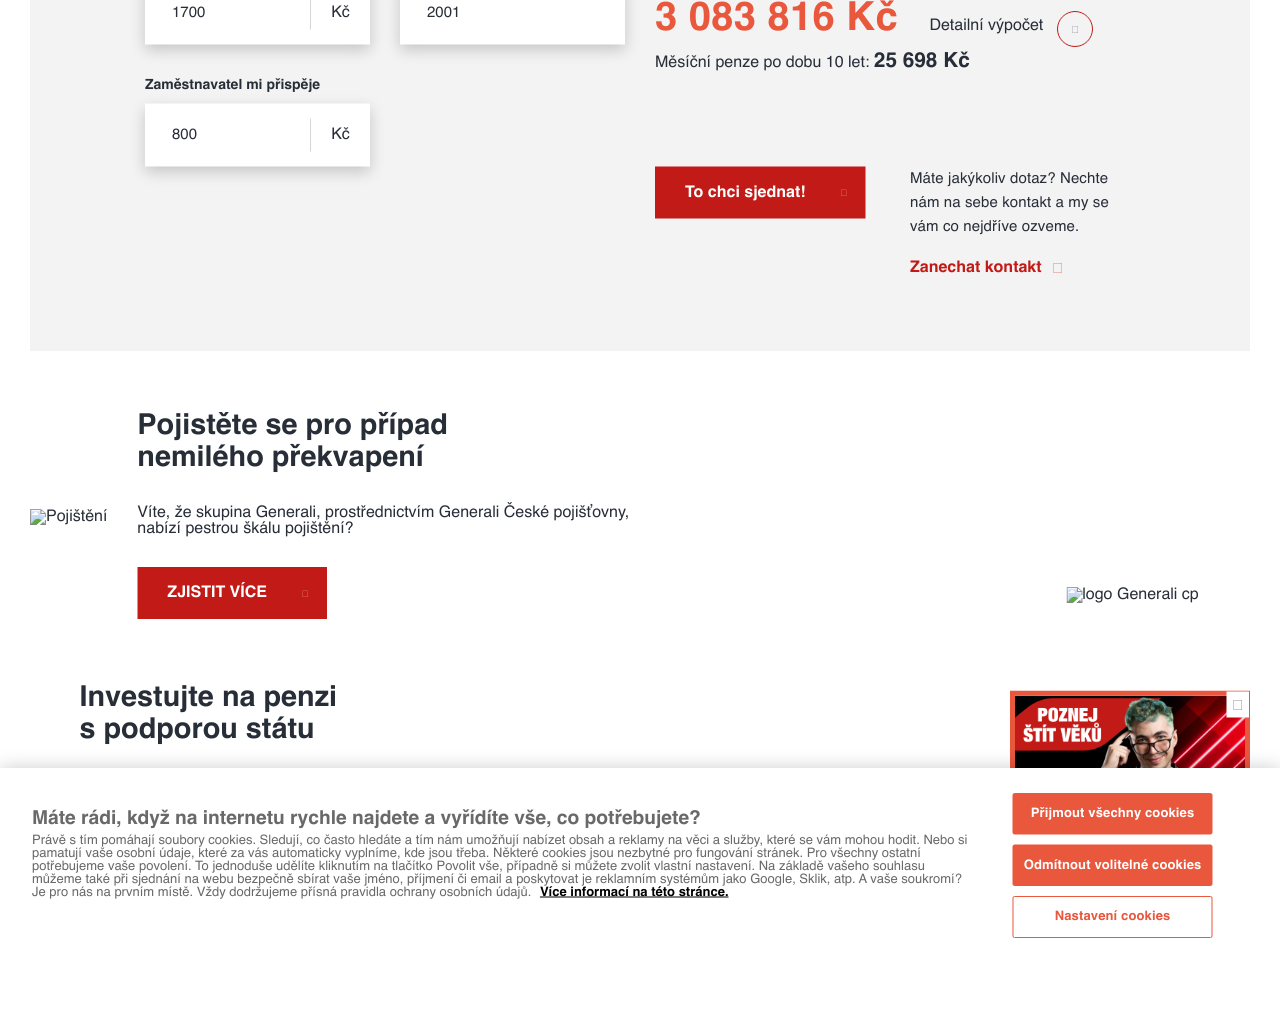 1700
Kč
2001
3 083 816 Kč
Detailní výpočet
Měsíční penze po dobu 10 let: 25 698 Kč
Zaměstnavatel mi přispěje
800
Kč
To chci sjednat!
Máte jakýkoliv dotaz? Nechte
nám na sebe kontakt a my se
vám co nejdříve ozveme.
Zanechat kontakt
Pojistěte se pro případ
nemilého překvapení
Pojištění
Víte, že skupina Generali, prostřednictvím Generali České pojišťovny,
nabízí pestrou škálu pojištění?
ZJISTIT VÍCE
logo Generali cp
Investujte na penzi
s podporou státu
POZNEJ
ŠTÍT VĚKŮ
Máte rádi, když na internetu rychle najdete a vyřídíte vše, co potřebujete?
Právě s tím pomáhají soubory cookies. Sledují, co často hledáte a tím nám umožňují nabízet obsah a reklamy na věci a služby, které se vám mohou hodit. Nebo si
pamatují vaše osobní údaje, které za vás automaticky vyplníme, kde jsou třeba. Některé cookies jsou nezbytné pro fungování stránek. Pro všechny ostatní
potřebujeme vaše povolení. To jednoduše udělíte kliknutím na tlačítko Povolit vše, případně si můžete zvolit vlastní nastavení. Na základě vašeho souhlasu
můžeme také při sjednání na webu bezpečně sbírat vaše jméno, příjmení či email a poskytovat je reklamním systémům jako Google, Sklik, atp. A vaše soukromí?
Je pro nás na prvním místě. Vždy dodržujeme přísná pravidla ochrany osobních údajů. Více informací na této stránce.
Přijmout všechny cookies
Odmítnout volitelné cookies
Nastavení cookies